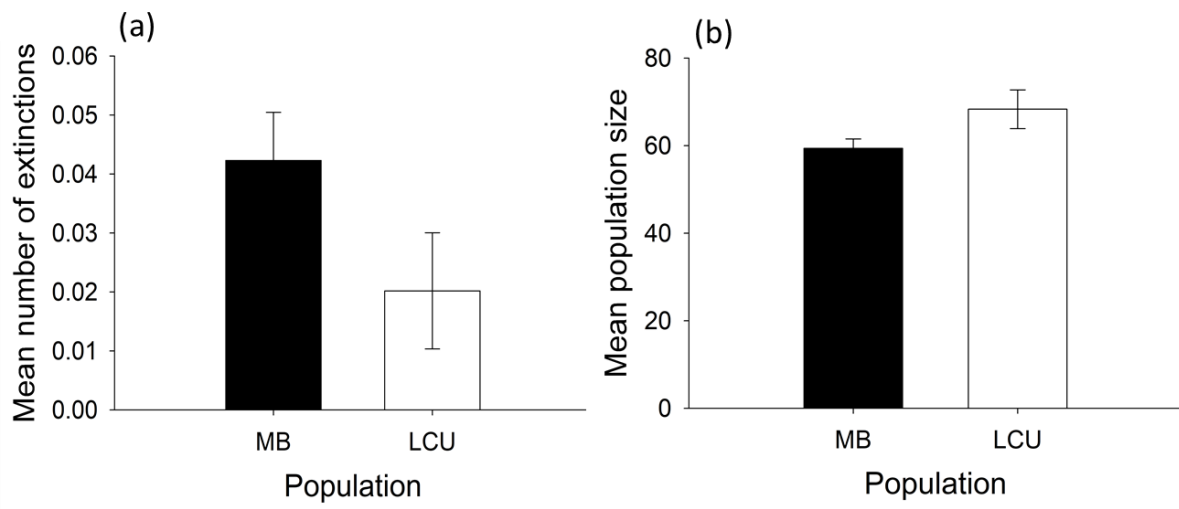 (a)
Mean number of extinctions
0.06
0.05
0.04
0.03
0.02
0.01
0.00
MB
LCU
Population
(b)
Mean population size
80
60
40
20
0
MB
LCU
Population